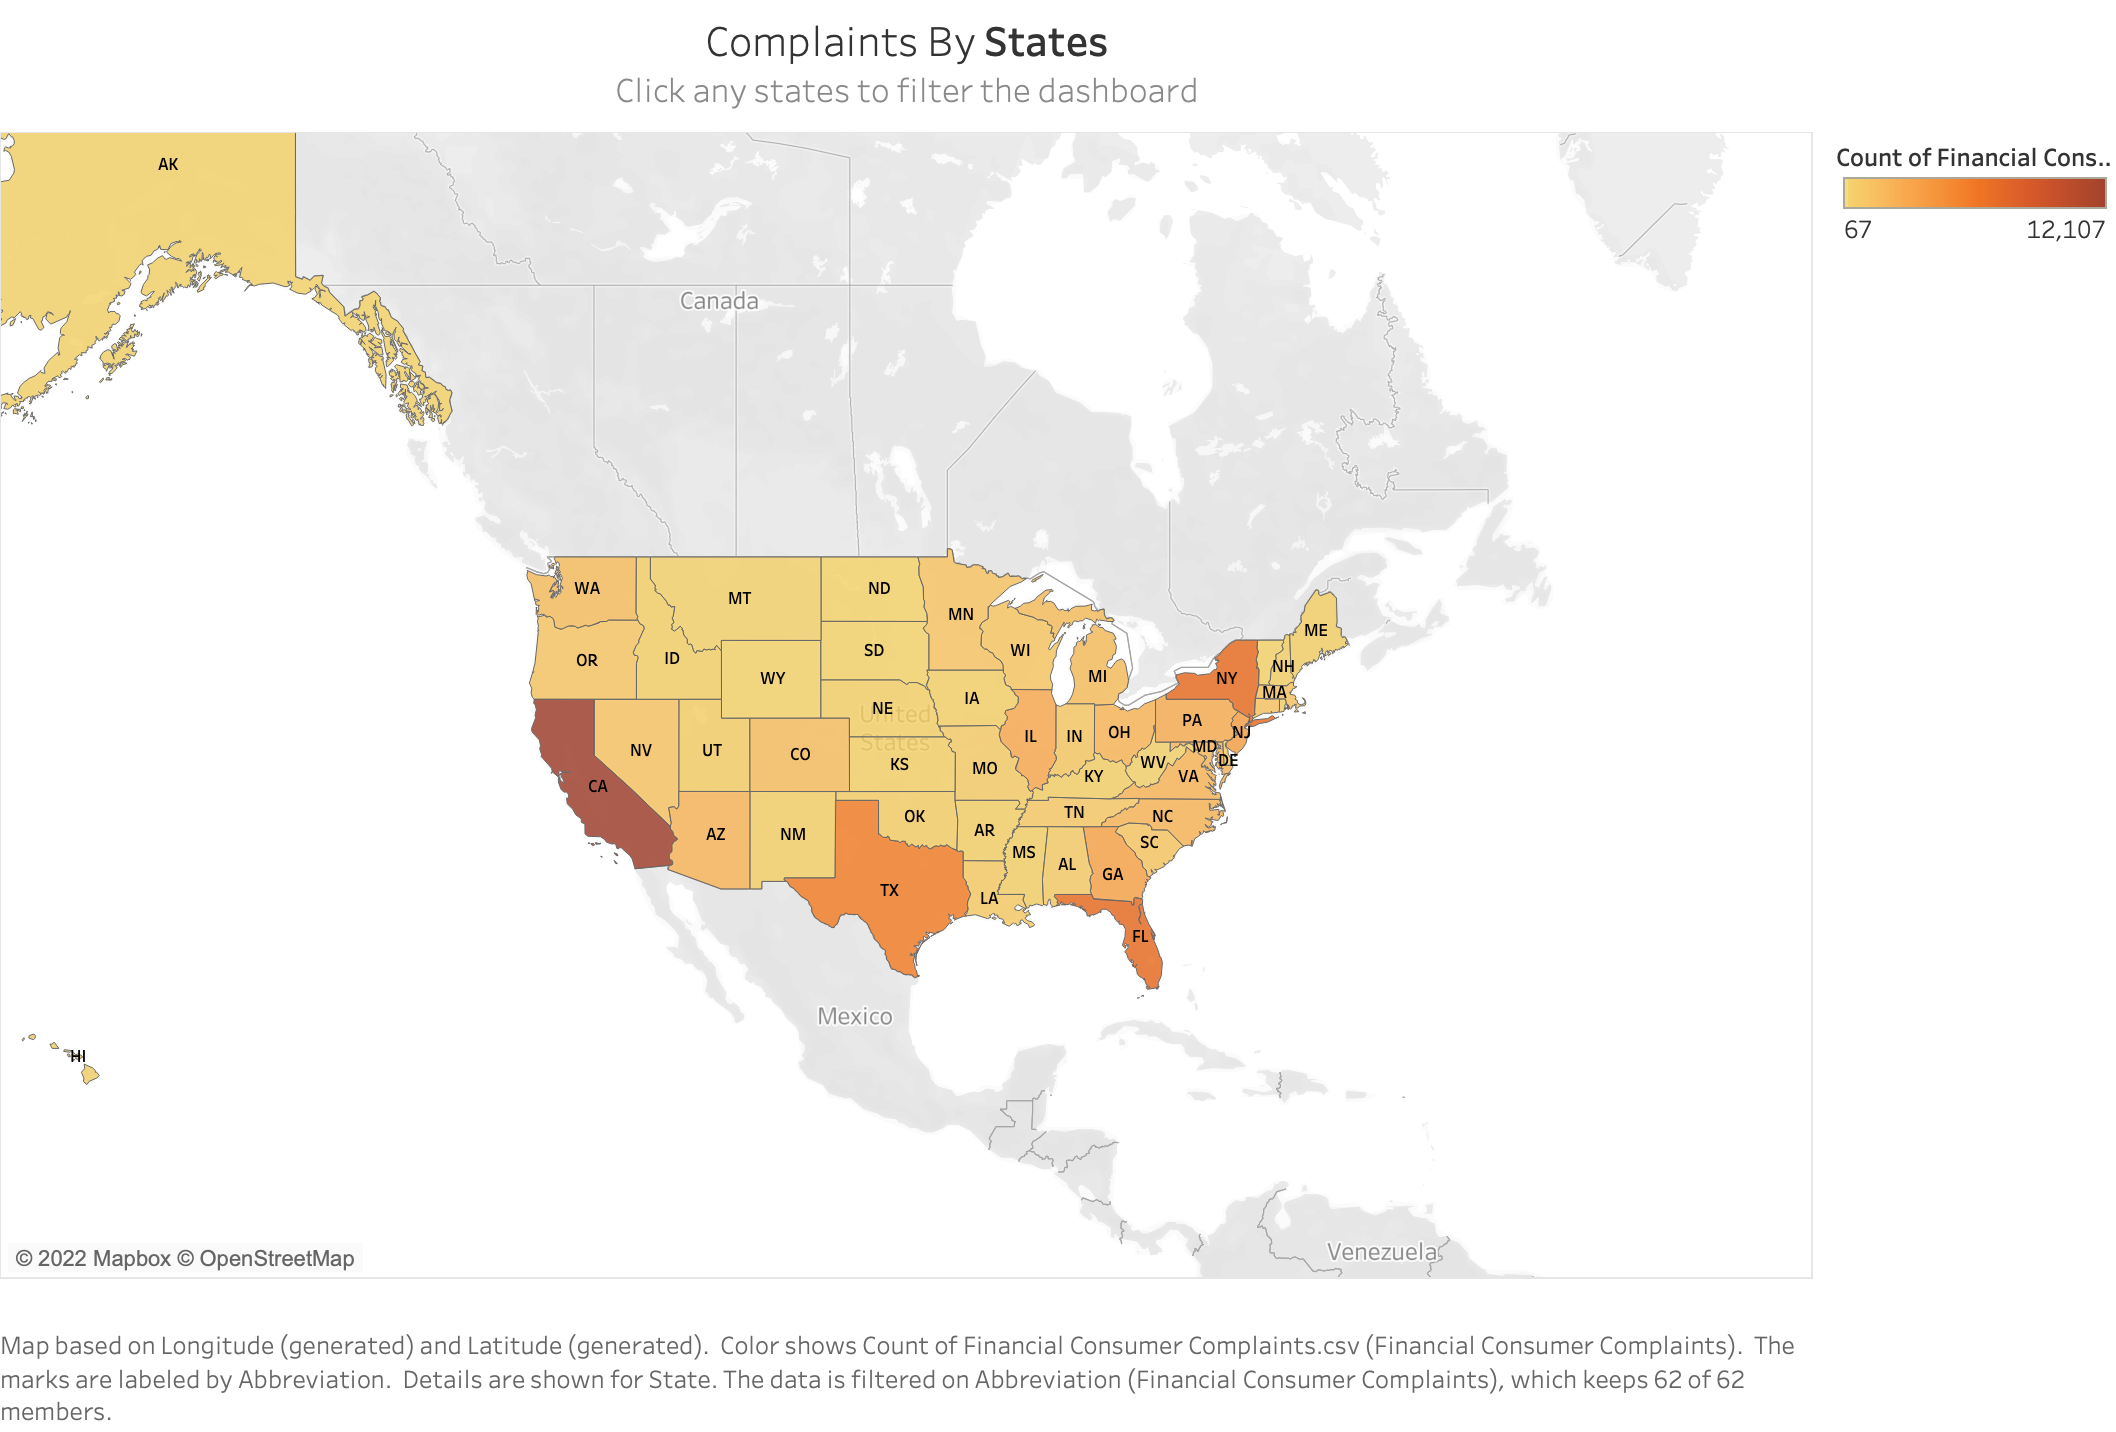 Complaints By States
Click any states to filter the dashboard
Count of Financial Cons..
67 12,107
AK
Canada
WA
MT
ND
MN
OR
ID
WY
SD
WI
MI
NY
ME
NH
MA
IA
NE
United
States
NV
UT
CO
KS
MO
IL
IN
OH
PA
NJ
MD
DE
WV
VA
KY
CA
AZ
NM
OK
AR
TN
NC
SC
MS
AL
GA
TX
LA
FL
Mexico
HI
Venezuela
© 2022 Mapbox © OpenStreetMap
Map based on Longitude (generated) and Latitude (generated). Color shows Count of Financial Consumer Complaints.csv (Financial Consumer Complaints). The
marks are labeled by Abbreviation. Details are shown for State. The data is filtered on Abbreviation (Financial Consumer Complaints), which keeps 62 of 62
members.